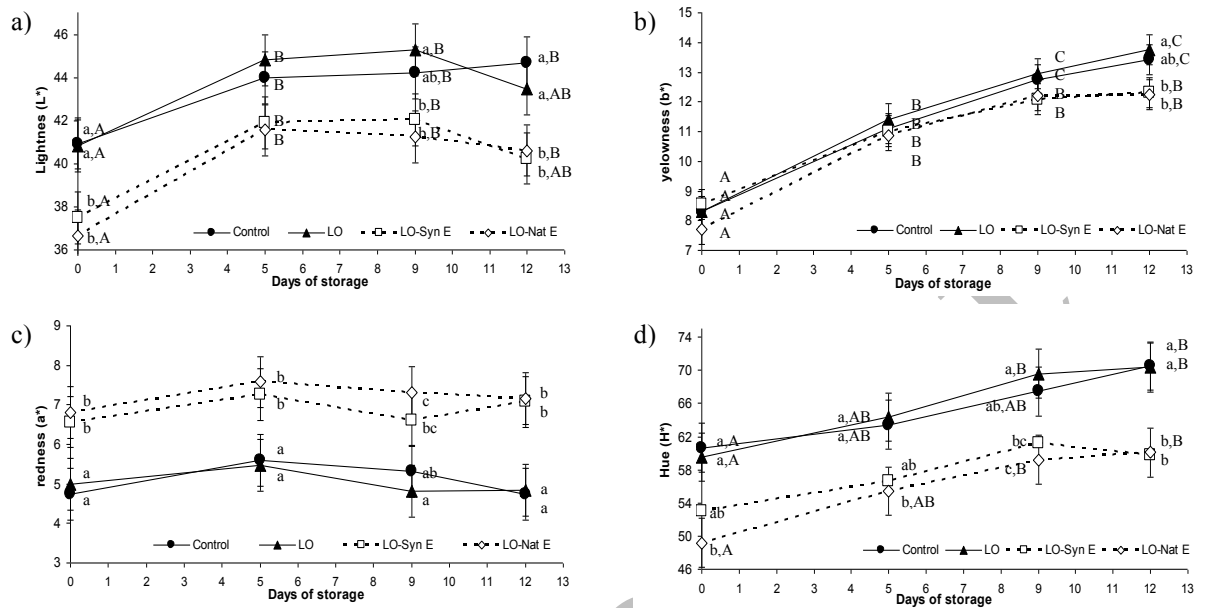 a)
Lightness (L*)
46
44
42
40
38
36
a,A
a,A
b,A
b,A
B
B
B
B
a,B
ab,B
b,B
b,B
a,B
a,AB
b,B
b,AB
Control LO LO-Syn E LO-Nat E
0 1 2 3 4 5 6 7 8 9 10 11 12 13
Days of storage
b)
yelowness (b*)
15
14
13
12
11
10
9
8
7
A
A
A
A
B
B
B
B
C
C
B
B
a,C
ab,C
b,B
b,B
Control LO LO-Syn E LO-Nat E
0 1 2 3 4 5 6 7 8 9 10 11 12 13
Days of storage
c)
redness (a*)
9
8
7
6
5
4
3
b
b
a
a
b
b
a
a
c
bc
ab
a
b
b
a
a
Control LO LO-Syn E LO-Nat E
0 1 2 3 4 5 6 7 8 9 10 11 12 13
Days of storage
d)
Hue (H*)
74
70
66
62
58
54
50
46
a,A
a,A
ab
b,A
a,AB
a,AB
ab
b,AB
a,B
ab,AB
bc
c,B
a,B
a,B
b,B
b
Control LO LO-Syn E LO-Nat E
0 1 2 3 4 5 6 7 8 9 10 11 12 13
Days of storage